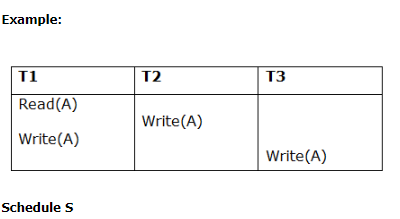 Example:
T1 T2 T3
Read(A)
Write(A)
Write(A)
Write(A)
Schedule S